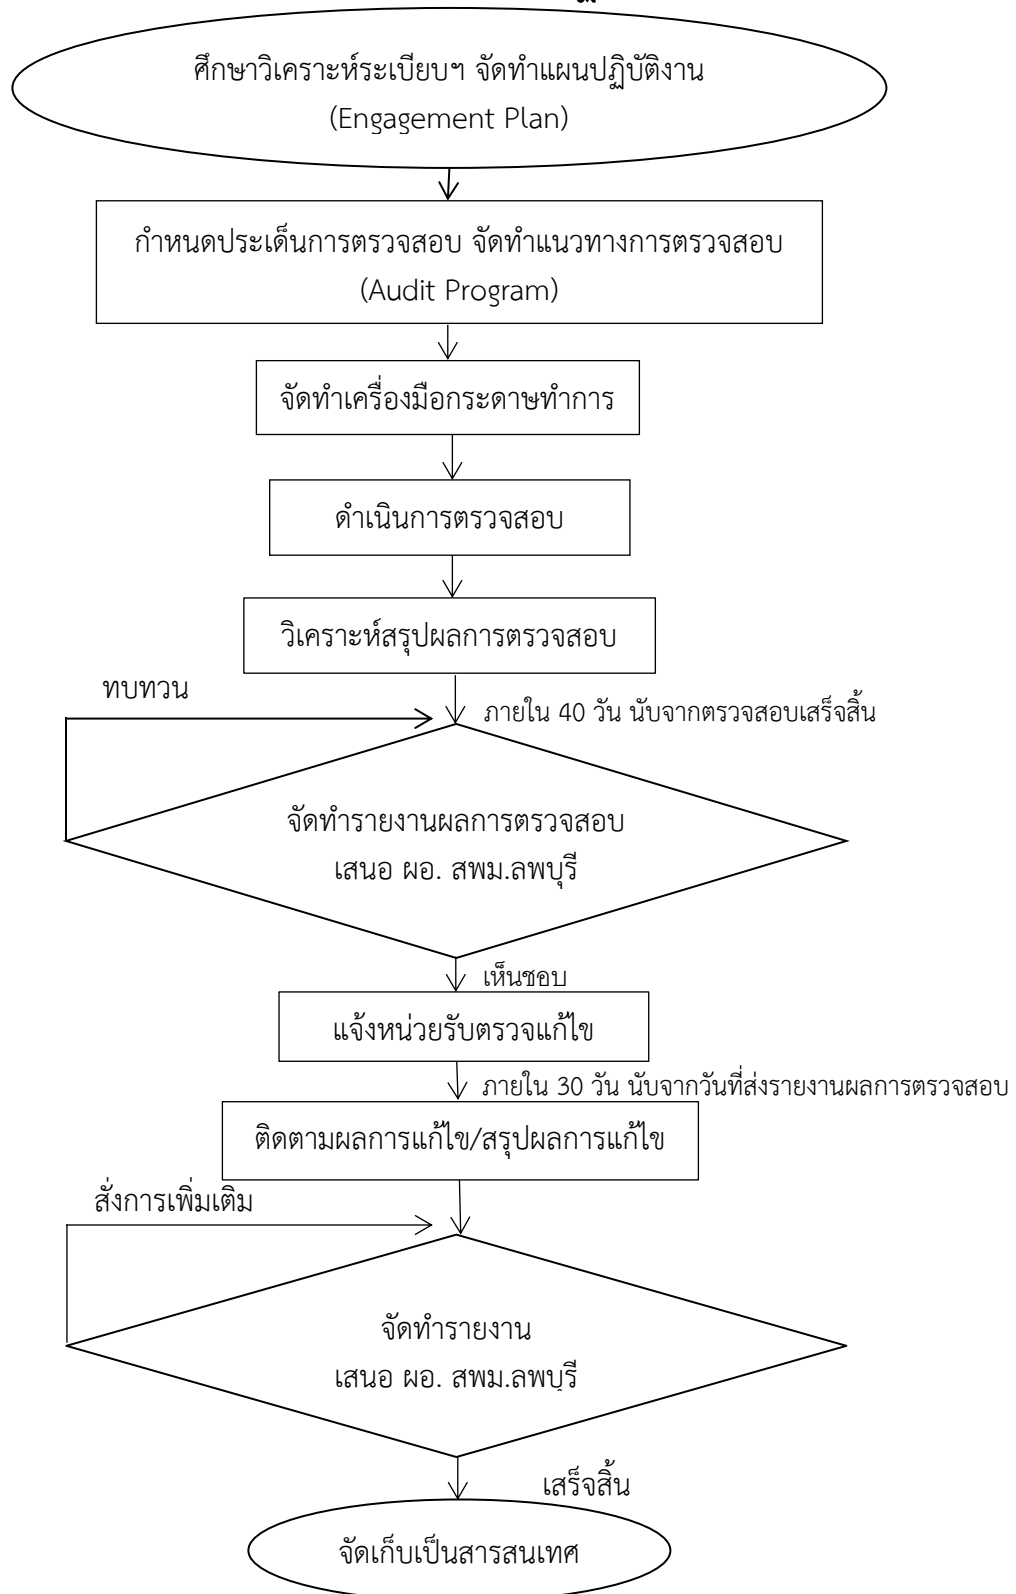 ศึกษาวิเคราะห์ระเบียบฯ จัดทำแผนปฏิบัติงาน
(Engagement Plan)
กำหนดประเด็นการตรวจสอบ จัดทำแนวทางการตรวจสอบ
(Audit Program)
จัดทำเครื่องมือกระดาษทำการ
ดำเนินการตรวจสอบ
วิเคราะห์สรุปผลการตรวจสอบ
ทบทวน
ภายใน 40 วัน นับจากตรวจสอบเสร็จสิ้น
จัดทำรายงานผลการตรวจสอบ
เสนอ ผอ. สพม.ลพบุรี
เห็นชอบ
แจ้งหน่วยรับตรวจแก้ไข
ภายใน 30 วัน นับจากวันที่ส่งรายงานผลการตรวจสอบ
ติดตามผลการแก้ไข/สรุปผลการแก้ไข
สั่งการเพิ่มเติม
จัดทำรายงาน
เสนอ ผอ. สพม.ลพบุรี
เสร็จสิ้น
จัดเก็บเป็นสารสนเทศ